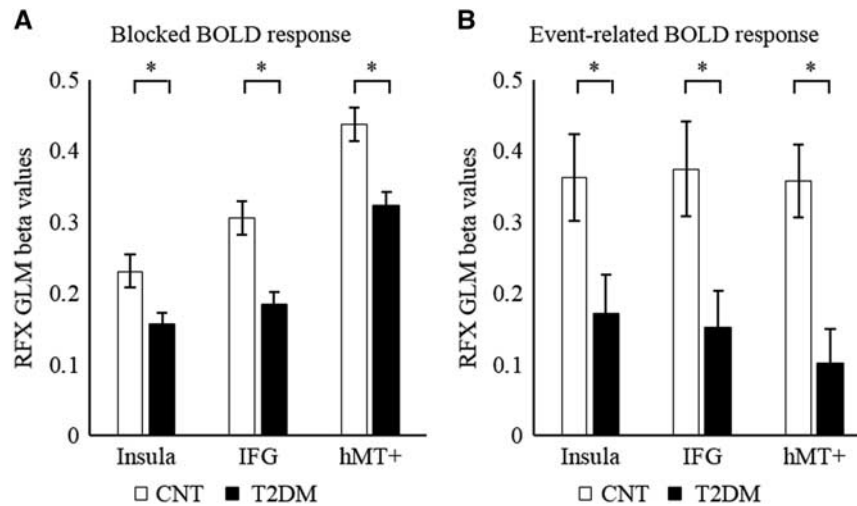 A
Blocked BOLD response
* * *
RFX GLM beta values
0.5
0.4
0.3
0.2
0.1
0
Insula IFG hMT+
CNT T2DM
B
Event-related BOLD response
* * *
RFX GLM beta values
0.5
0.4
0.3
0.2
0.1
0
Insula IFG hMT+
CNT T2DM